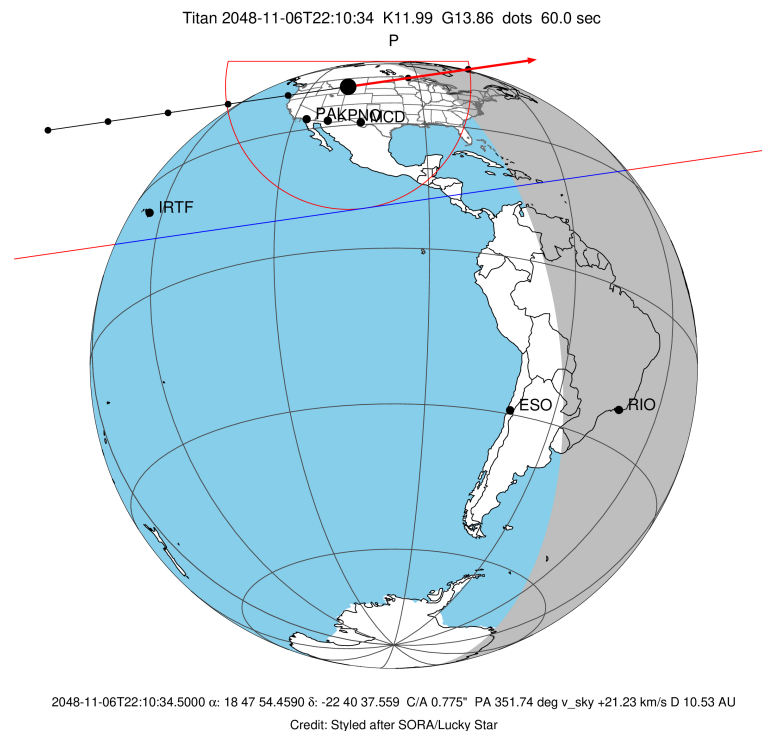 Titan 2048-11-06T22:10:34 K11.99 G13.86 dots 60.0 sec
P
PAL
KPNO
MCD
IRTF
ESO
RIO
2048-11-06T22:10:34.5000 α: 18 47 54.4590 δ: -22 40 37.559 C/A 0.775" PA 351.74 deg v_sky +21.23 km/s D 10.53 AU
Credit: Styled after SORA/Lucky Star